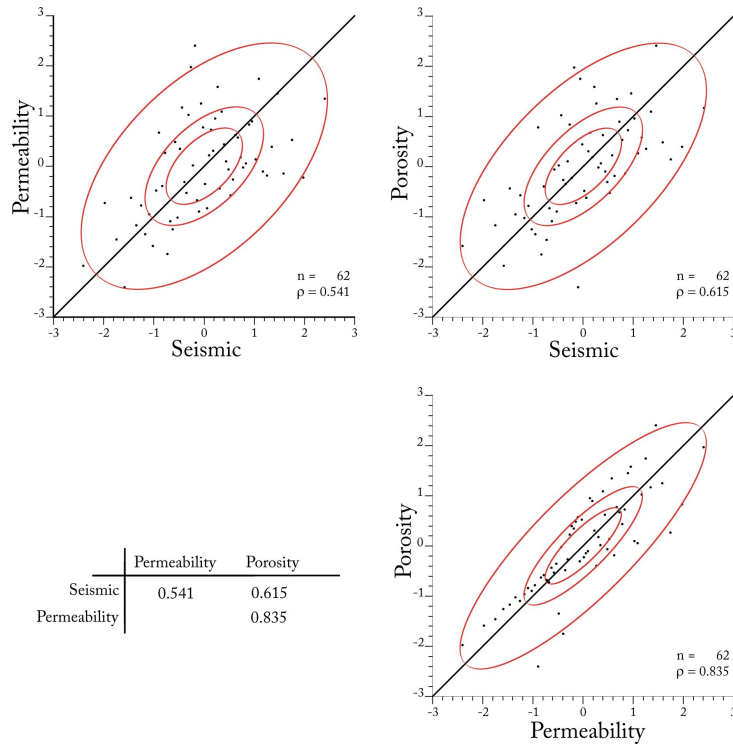 3
2
1
0
-1
-2
-3
Permeability
n = 62
ρ = 0.541
-3 -2 -1 0 1 2 3
Seismic
3
2
1
0
-1
-2
-3
Porosity
n = 62
ρ = 0.615
-3 -2 -1 0 1 2 3
Seismic
Permeability Porosity
Seismic 0.541 0.615
Permeability 0.835
3
2
1
0
-1
-2
-3
Porosity
n = 62
ρ = 0.835
-3 -2 -1 0 1 2 3
Permeability